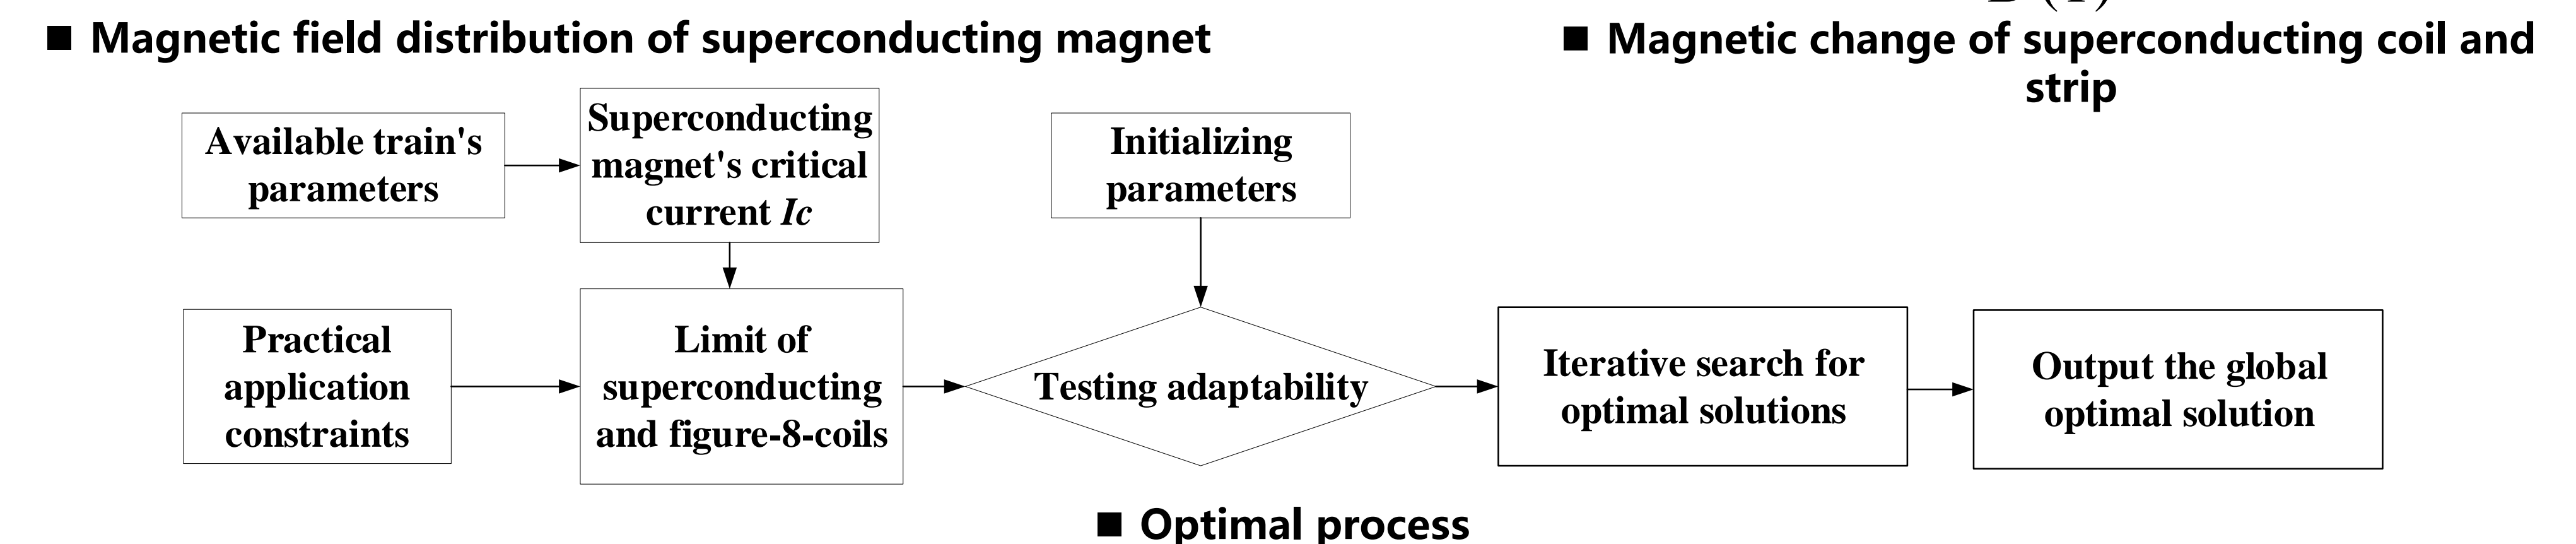 ■ Magnetic field distribution of superconducting magnet
■ Magnetic change of superconducting coil and
strip
Available train's
parameters
Superconducting
magnet's critical
current Ic
Initializing
parameters
Practical
application
constraints
Limit of
superconducting
and figure-8-coils
Testing adaptability
Iterative search for
optimal solutions
Output the global
optimal solution
■ Optimal process